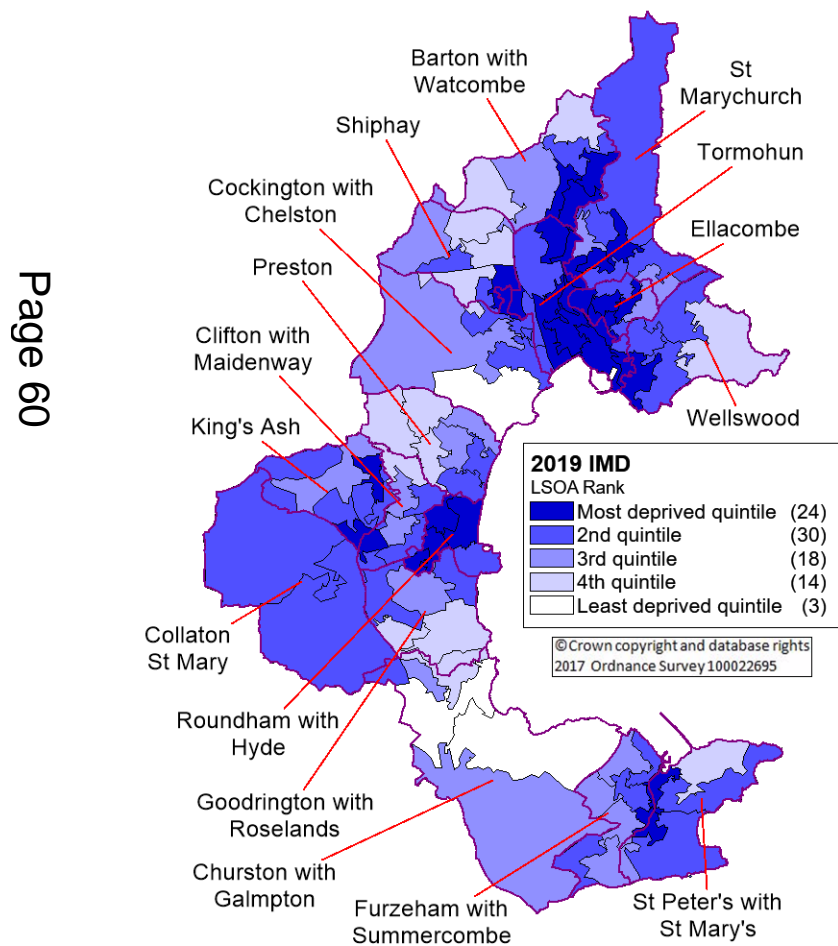 Page 60
Barton with
Watcombe
St
Marychurch
Shiphay
Tormohun
Cockington with
Chelston
Ellacombe
Preston
Clifton with
Maidenway
King's Ash
Wellswood
2019 IMD
LSOA Rank
Most deprived quintile (24)
2nd quintile (30)
3rd quintile (18)
4th quintile (14)
Least deprived quintile (3)
©Crown copyright and database rights
2017 Ordnance Survey 100022695
Collaton
St Mary
Roundham with
Hyde
Goodrington with
Roselands
Churston with
Galmpton
Furzeham with
Summercombe
St Peter's with
St Mary's